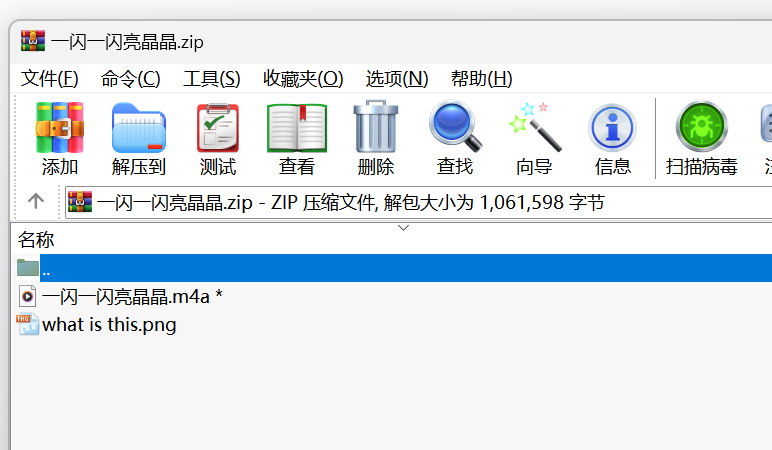 一闪一闪亮晶晶.zip
文件(F) 命令(C) 工具(S) 收藏夹(O) 选项(N) 帮助(H)
添加 解压到 测试 查看 删除 查找 向导 信息 扫描病毒
一闪一闪亮晶晶.zip - ZIP 压缩文件, 解包大小为 1,061,598 字节
名称
..
一闪一闪亮晶晶.m4a *
what is this.png